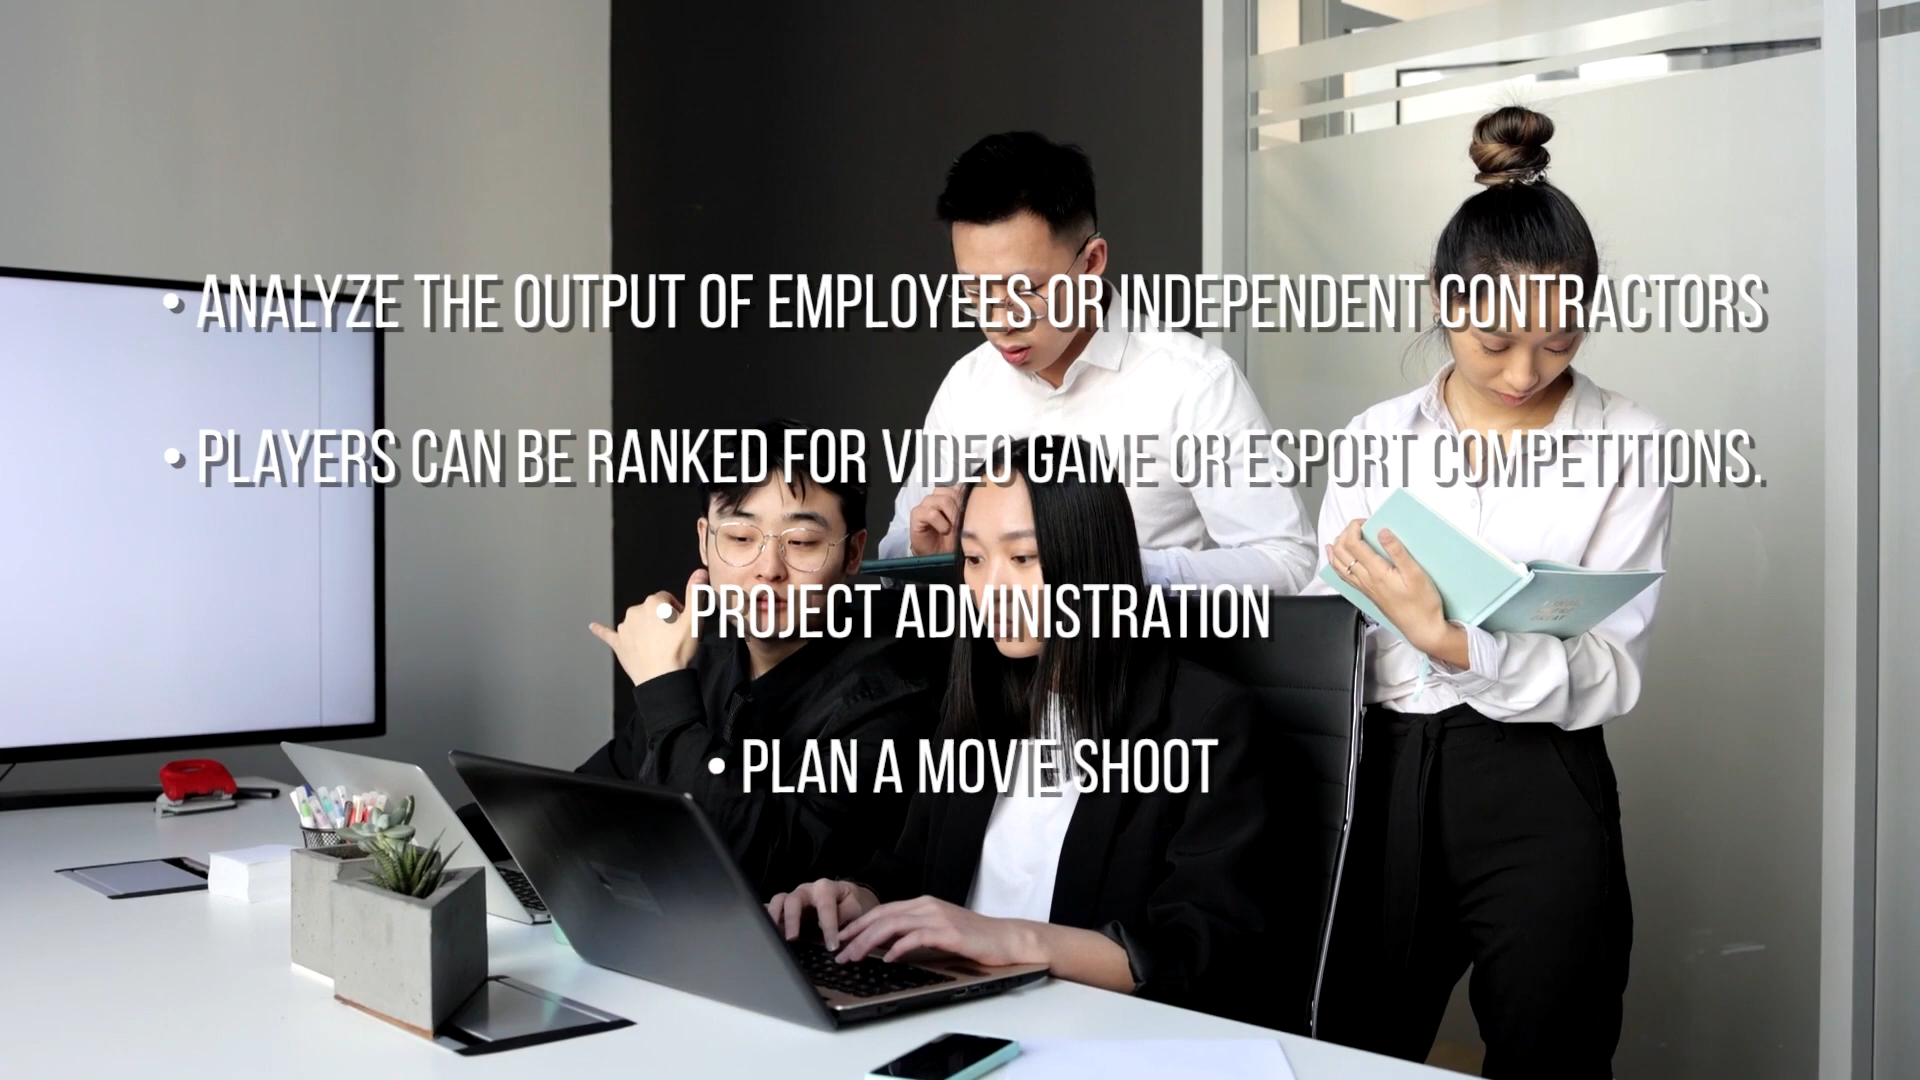 • ANALYZE THE OUTPUT OF EMPLOYEES OR INDEPENDENT CONTRACTORS
• PLAYERS CAN BE RANKED FOR VIDEO GAME OR ESPORT COMPETITIONS.
• PROJECT ADMINISTRATION
• PLAN A MOVIE SHOOT